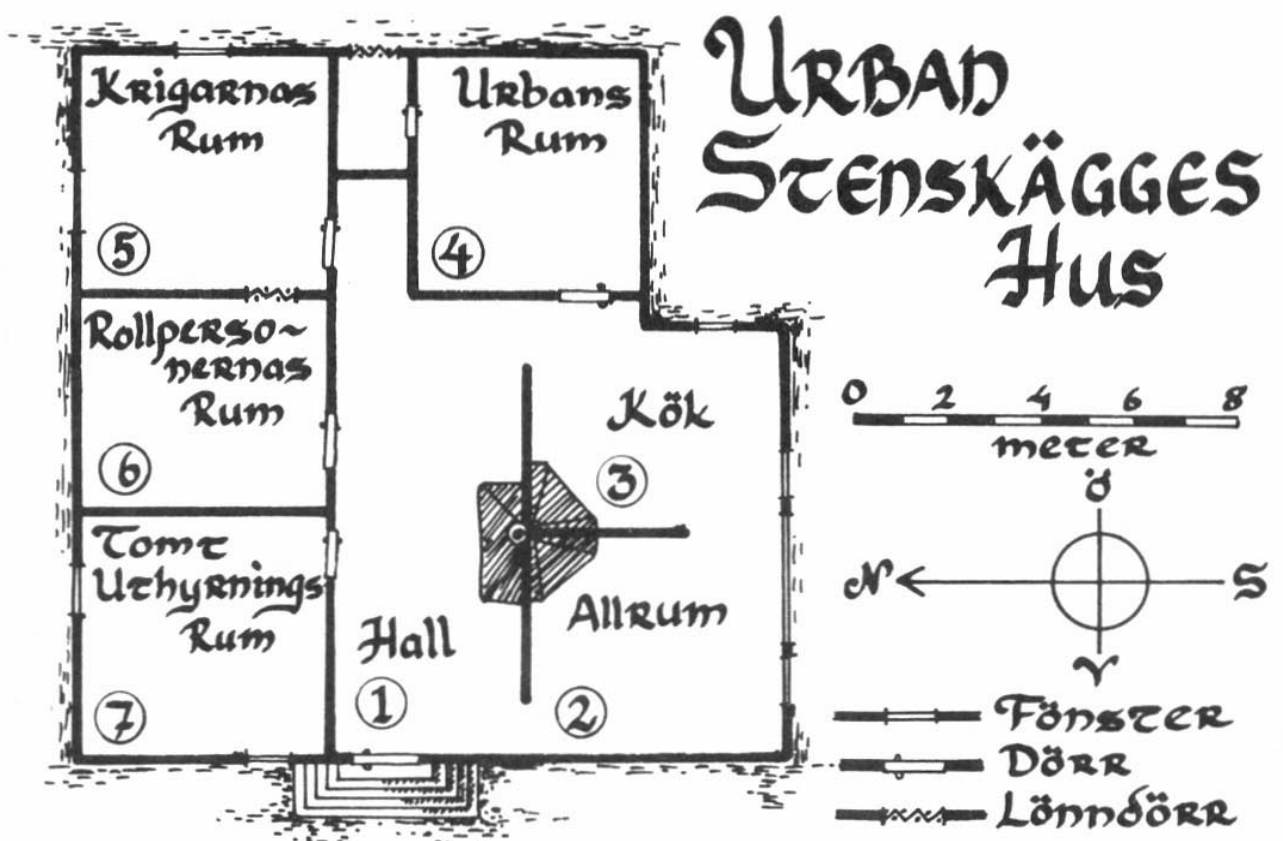 Urban
Stenskägges
Hus
Krigarnas
Rum
5
Urbans
Rum
4
Rollperso~
nernas
Rum
6
Kök
3
Tomt
Uthyrnings
Rum
7
Hall
1
Allrum
2
0 2 4 6 8
meter
Ö
N S
V
Fönster
Dörr
Lönndörr